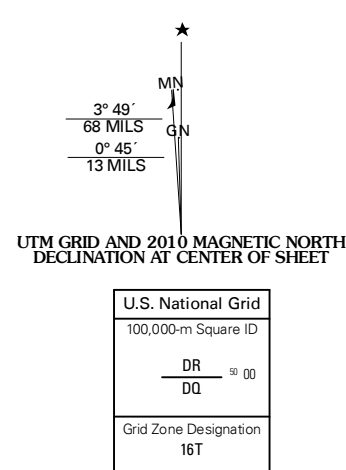 ★
MN
3° 49´
68 MILS
GN
0° 45´
13 MILS
UTM GRID AND 2010 MAGNETIC NORTH
DECLINATION AT CENTER OF SHEET
U.S. National Grid
100,000-m Square ID
DR
50 00
DQ
Grid Zone Designation
16T